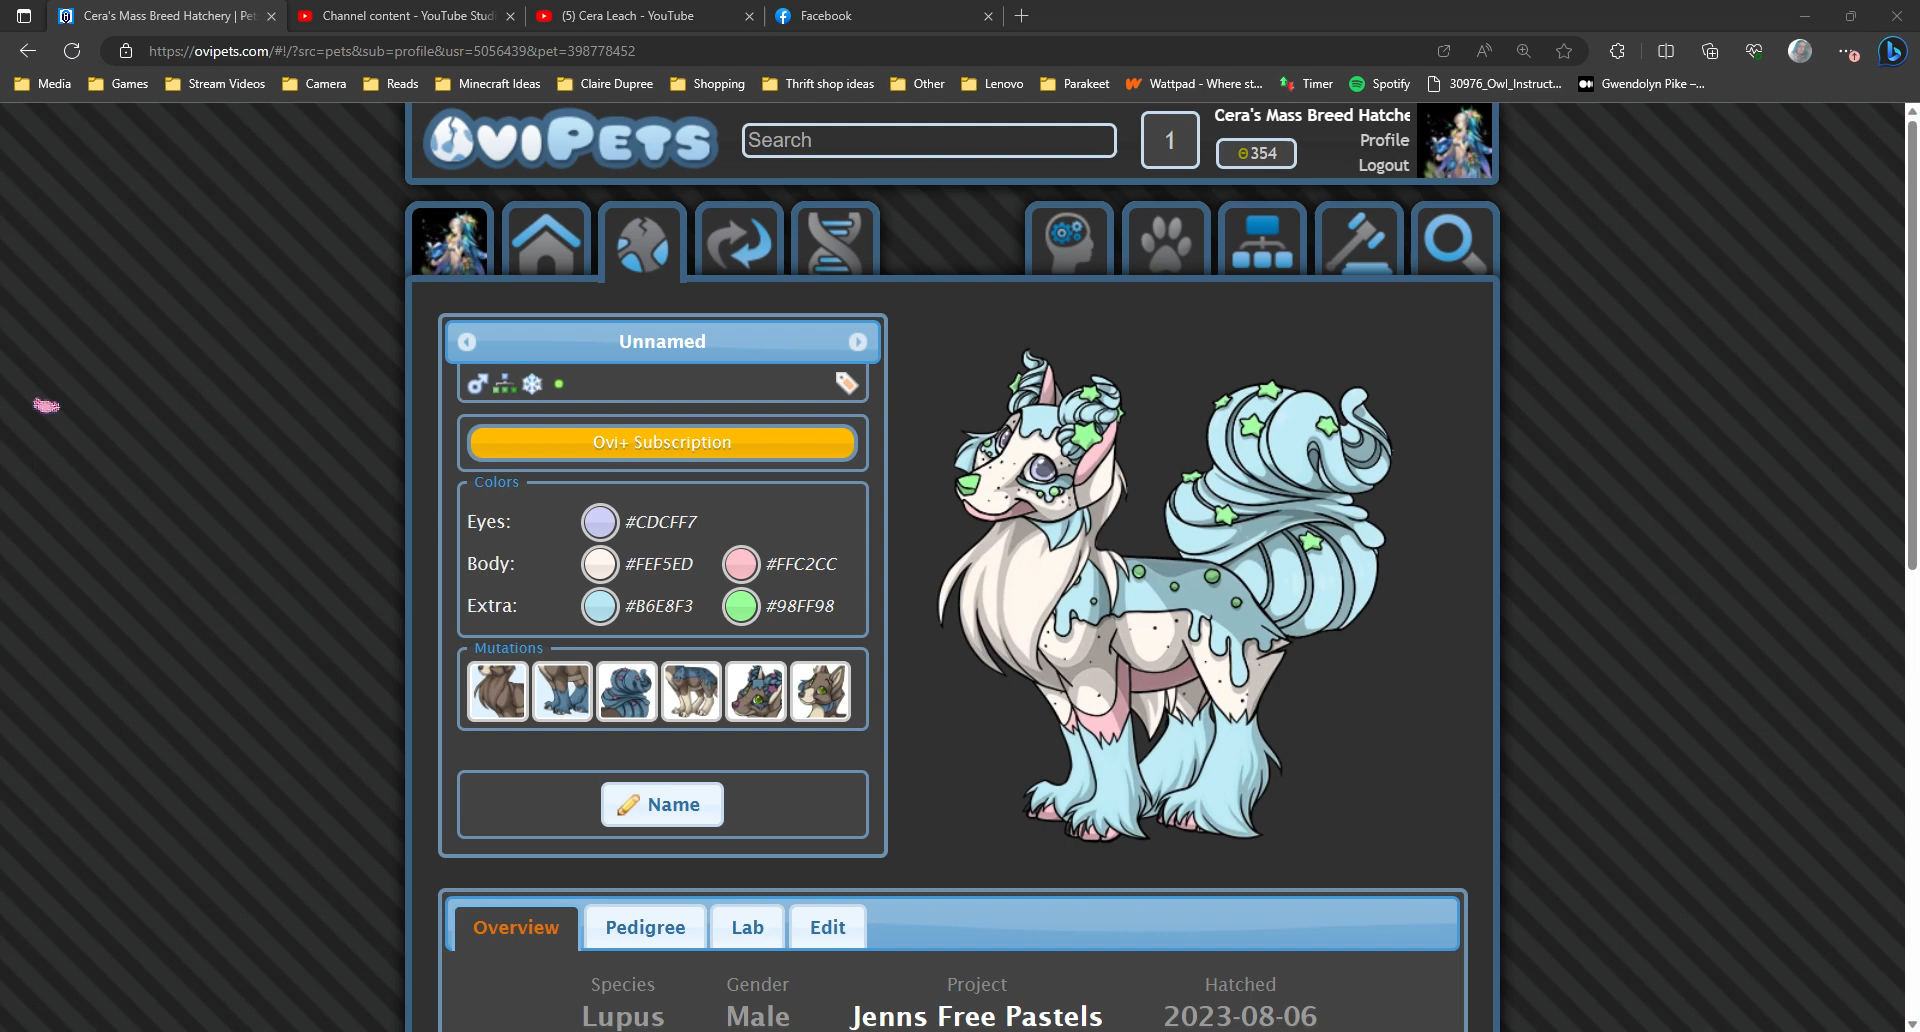 Cera's Mass Breed Hatchery | Pet
Channel content - YouTube Studi
(5) Cera Leach - YouTube
Facebook
https://ovipets.com/#!/?src=pets&sub=profile&usr=5056439&pet=398778452
Media
Games
Stream Videos
Camera
Reads
Minecraft Ideas
Claire Dupree
Shopping
Thrift shop ideas
Other
Lenovo
Parakeet
Wattpad - Where st...
Timer
Spotify
30976_Owl_Instruct...
Gwendolyn Pike –...
OviPets
Search
1
Cera's Mass Breed Hatche
354
Profile
Logout
Unnamed
Ovi+ Subscription
Colors
Eyes: #CDCFF7
Body: #FEF5ED #FFC2CC
Extra: #B6E8F3 #98FF98
Mutations
Name
Overview
Pedigree
Lab
Edit
Species Gender Project Hatched
Lupus Male Jenns Free Pastels 2023-08-06